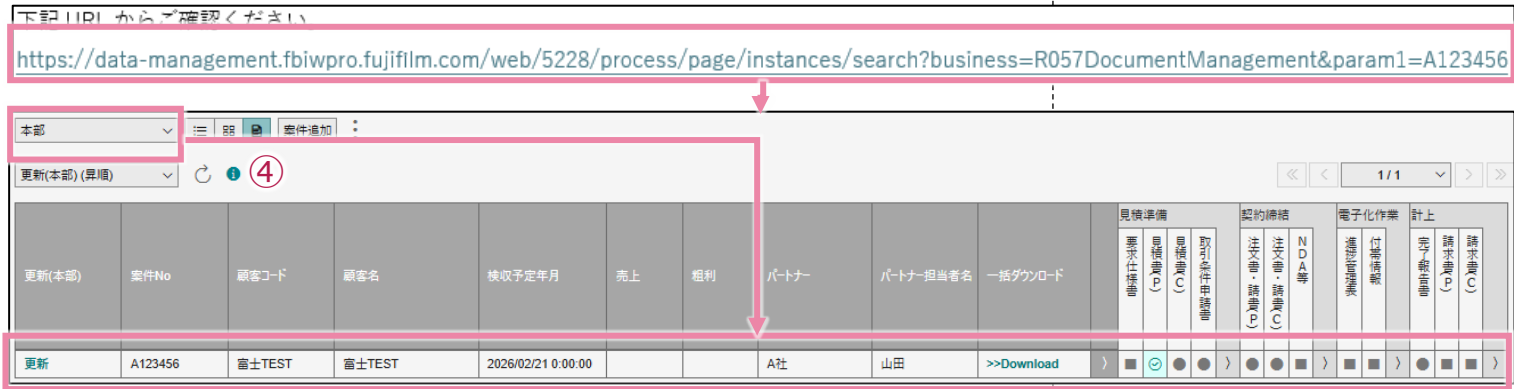 下記 URL からご確認ください。
https://data-management.fbiwpro.fujifilm.com/web/5228/process/page/instances/search?business=R057DocumentManagement&param1=A123456
本部 案件追加
更新(本部) (昇順) ④ 1 / 1
見積準備 契約締結 電子化作業 計上
更新(本部) 案件No 顧客コード 顧客名 検収予定年月 売上 粗利 パートナー パートナー担当者名 一括ダウンロード 要求仕様書 見積書(P) 見積書(C) 取引条件申請書 注文書・請書(P) 注文書・請書(C) NDA等 進捗管理表 付帯情報 完了報告書 請求書(P) 請求書(C)
更新 A123456 富士TEST 富士TEST 2026/02/21 0:00:00 A社 山田 >>Download